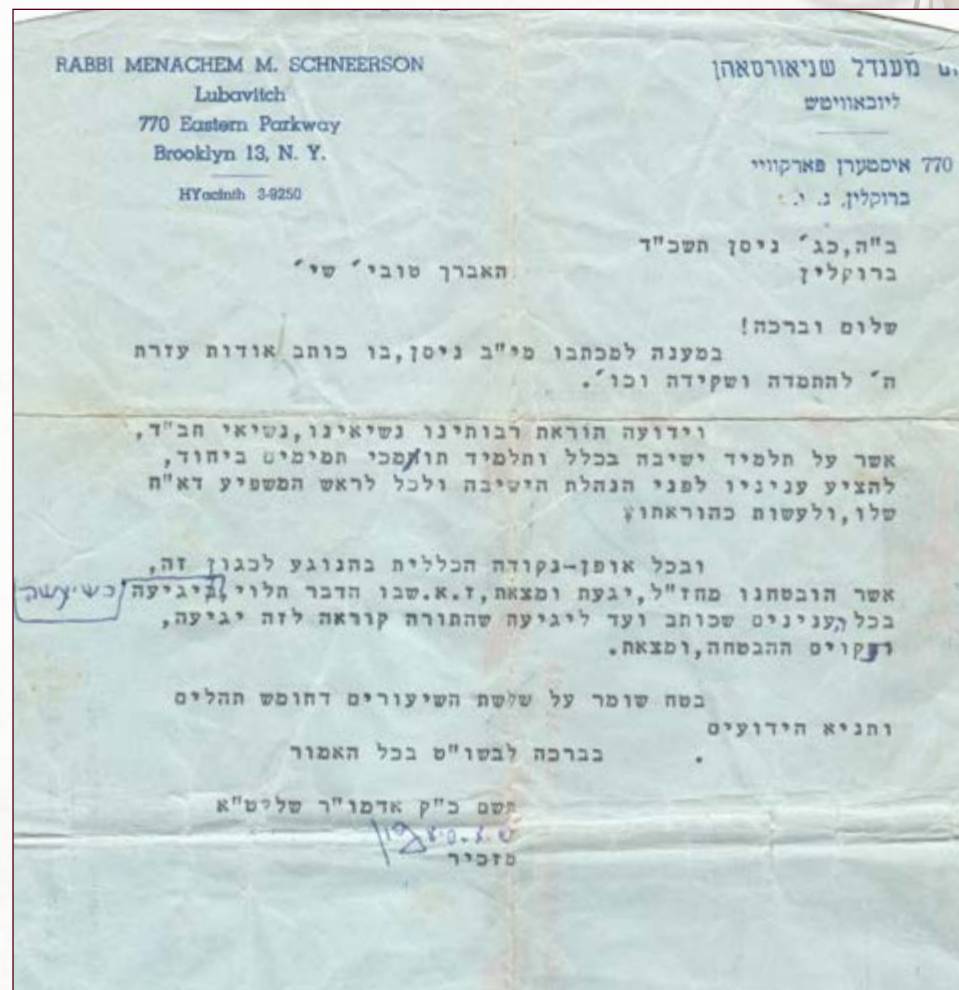 RABBI MENACHEM M. SCHNEERSON
Lubavitch
770 Eastern Parkway
Brooklyn 13, N. Y.
HYacinth 3-9250
מענדל שניאורסאהן
ליובאוויטש
770 איסטערן פארקוויי
ברוקלין, נ. י.
ב"ה,כג' ניסן תשכ"ד
ברוקלין
האברך טובי' שי'
שלום וברכה!
במענה למכתבו מי"ב ניסן,בו כותב אודות עזרת
ה' להתמדה ושקידה וכו'.
וידועה הוראת רבותינו נשיאינו,נשיאי חב"ד,
אשר על תלמיד ישיבה בכלל ותלמיד תומכי תמימים ביחוד,
להציע עניניו לפני הנהלת הישיבה ולכל לראש המשפיע דא"ח
שלו,ולעשות כהוראתו
ובכל אופן-נקודה הכללית בהנוגע לכגון זה,
אשר הובטחנו מחז"ל,יגעת ומצאת,ז.א.שבו הדבר תלוי,ביגיעה כשיעשה
בכל הענינים שכותב ועד ליגיעה שהתורה קוראה לזה יגיעה,
וקוים ההבטחה,ומצאת.
בטח שומר על שלשת השיעורים דחומש תהלים
ותניא הידועים
. בברכה לבשו"ט בכל האמור
בשם כ"ק אדמו"ר שליט"א
מזכיר